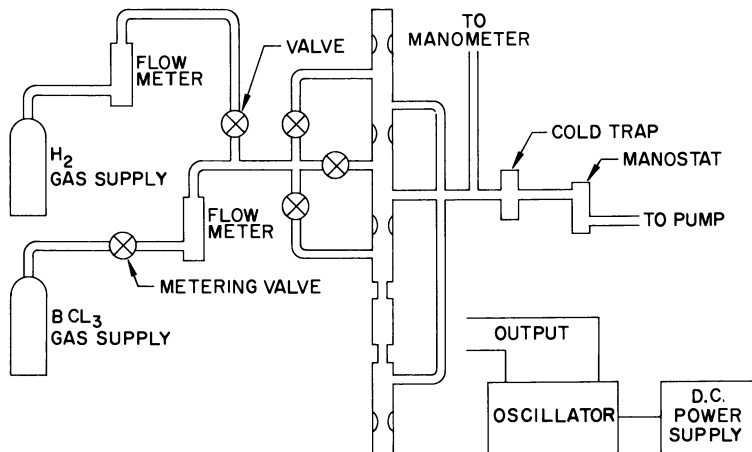 TO
MANOMETER
VALVE
FLOW
METER
COLD TRAP
MANOSTAT
H2
GAS SUPPLY
FLOW
METER
TO PUMP
METERING VALVE
BCL3
GAS SUPPLY
OUTPUT
OSCILLATOR
D.C.
POWER
SUPPLY